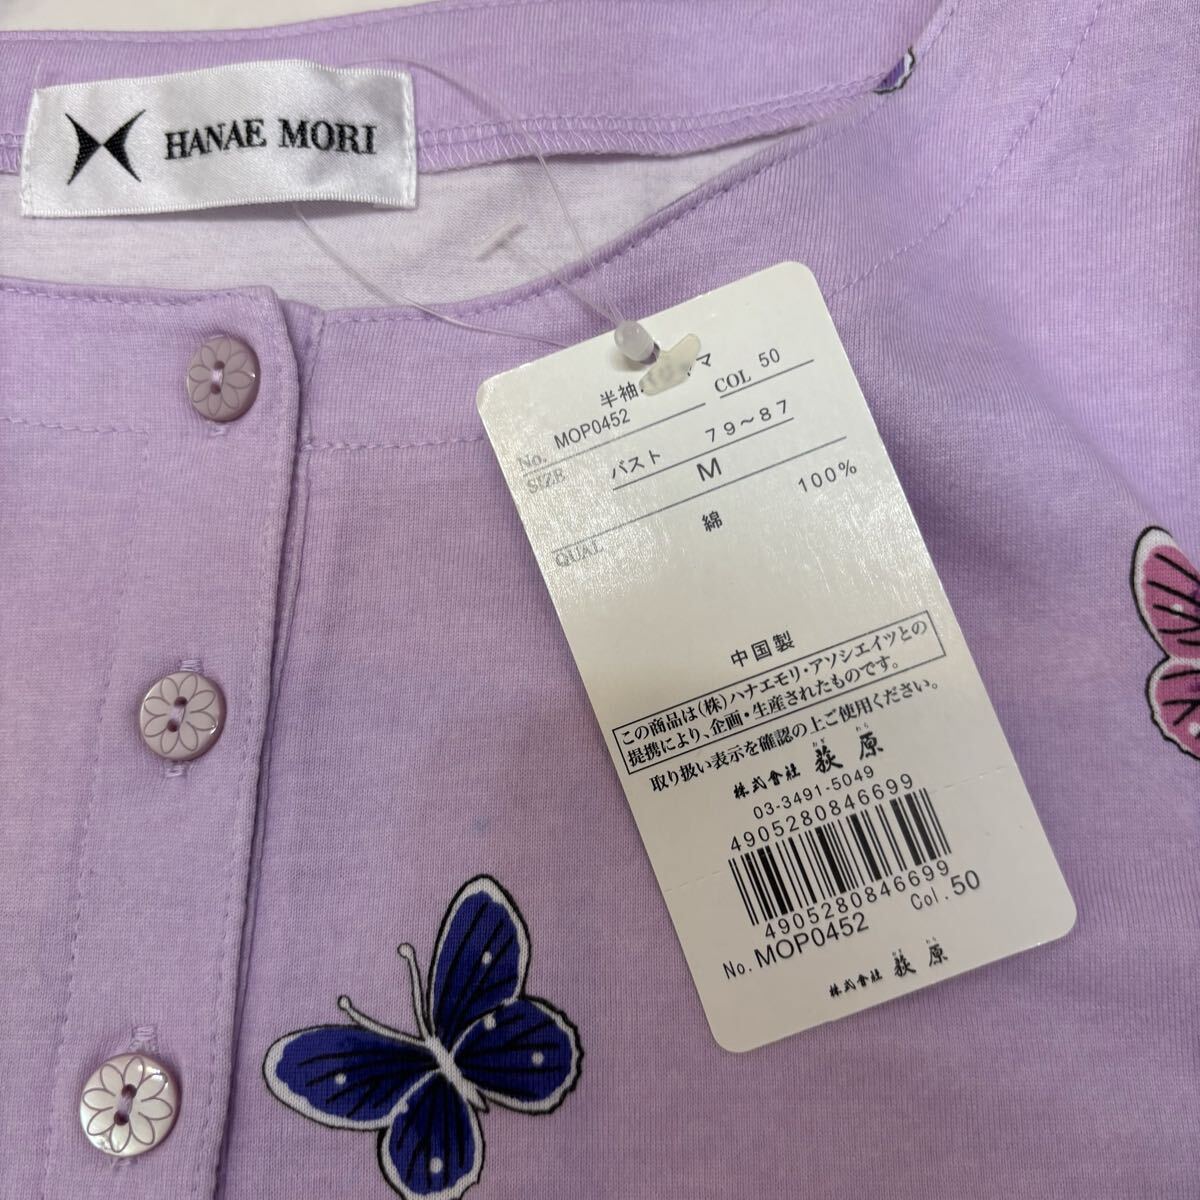 HANAE MORI
半袖
No. MOP0452 COL 50
SIZE バスト 79～87
M
QUAL 綿 100%
中国製
この商品は(株)ハナエモリ・アソシエイツとの
提携により、企画・生産されたものです。
取り扱い表示を確認の上ご使用ください。
株式會社 荻原
03-3491-5049
4905280846699
4905280846699
No. MOP0452 Col. 50
株式會社 荻原